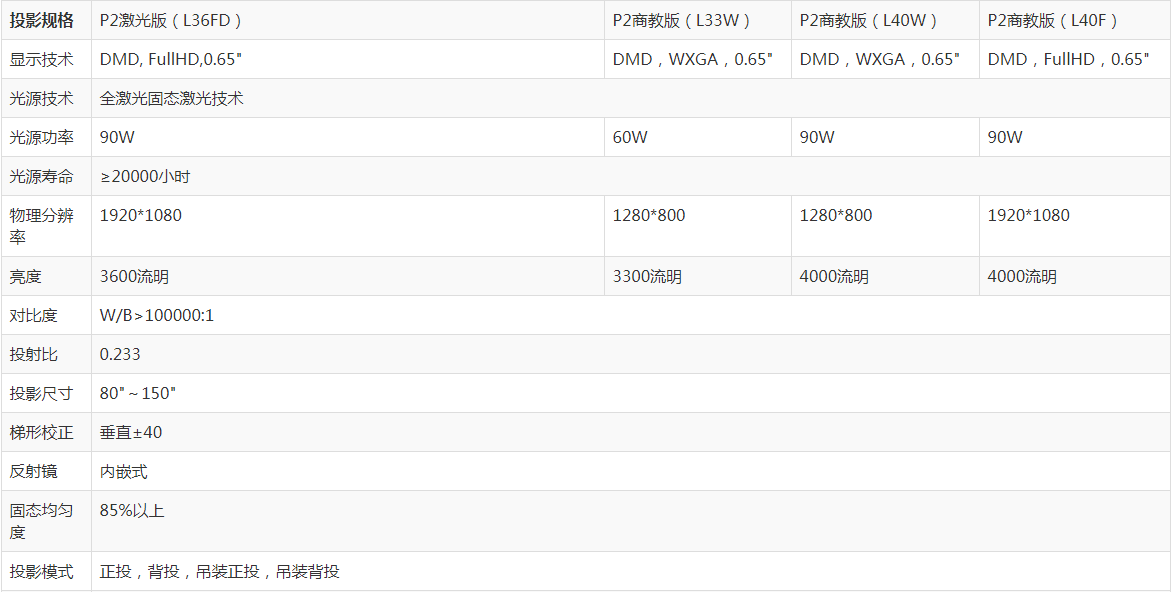 投影规格 P2激光版（L36FD） P2商教版（L33W） P2商教版（L40W） P2商教版（L40F）
显示技术 DMD, FullHD,0.65" DMD，WXGA，0.65" DMD，WXGA，0.65" DMD，FullHD，0.65"
光源技术 全激光固态激光技术
光源功率 90W 60W 90W 90W
光源寿命 ≥20000小时
物理分辨 1920*1080 1280*800 1280*800 1920*1080
率
亮度 3600流明 3300流明 4000流明 4000流明
对比度 W/B>100000:1
投射比 0.233
投影尺寸 80"～150"
梯形校正 垂直±40
反射镜 内嵌式
固态均匀 85%以上
度
投影模式 正投，背投，吊装正投，吊装背投